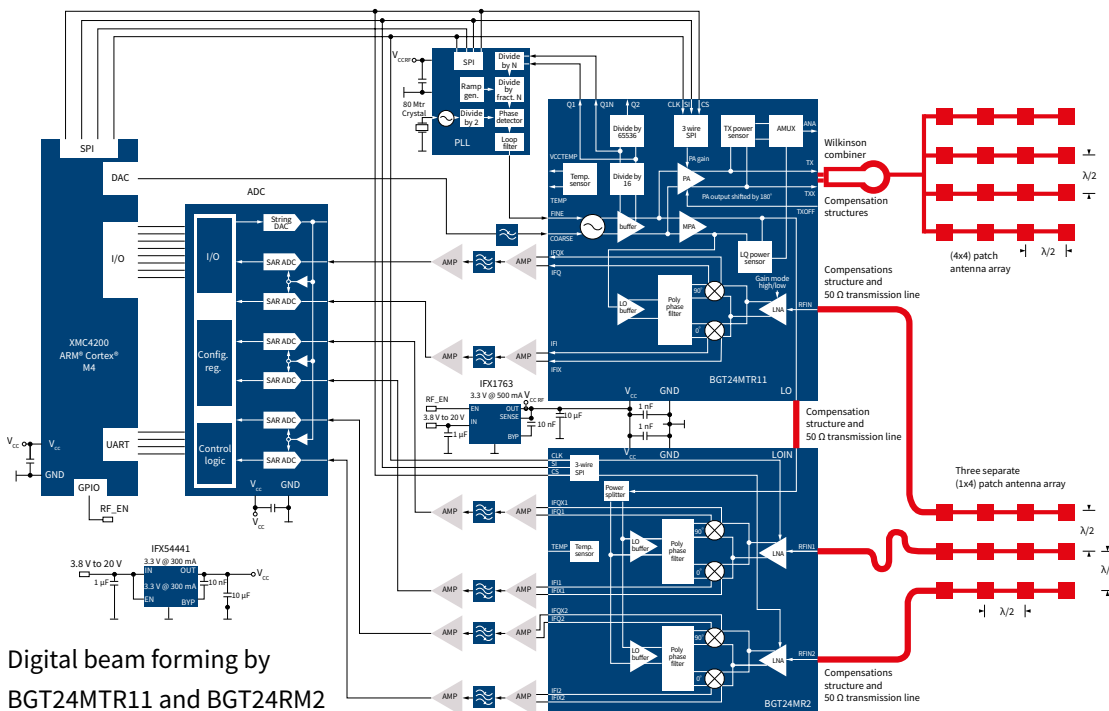 SPI
DAC
I/O
XMC4200
ARM® Cortex®
M4
UART
V_CC
V_CC
GND
GPIO
RF_EN
ADC
I/O
Config.
reg.
Control
logic
String
DAC
SAR ADC
SAR ADC
SAR ADC
SAR ADC
SAR ADC
SAR ADC
V_CC
GND
V_CC
V_CCRF
80 Mtr
Crystal
SPI
Divide
by N
Ramp
gen.
Divide
by
fract. N
Divide
by 2
Phase
detector
Loop
filter
PLL
AMP
AMP
AMP
AMP
IFX1763
3.3 V @ 500 mA
V_CC RF
RF_EN
3.8 V to 20 V
EN
IN
OUT
SENSE
BYP
1 µF
10 nF
10 µF
Q1
Q1N
Q2
CLK
SI
CS
Divide by
65536
3 wire
SPI
TX power
sensor
AMUX
ANA
VCCTEMP
Temp.
sensor
TEMP
Divide by
16
PA gain
PA
TX
TXX
PA output shifted by 180°
TXOFF
FINE
COARSE
buffer
MPA
LQ power
sensor
IFQX
IFQ
LO
buffer
Poly
phase
filter
90°
0°
Gain mode
high/low
LNA
RFIN
IFI
IFIX
BGT24MTR11
V_CC
GND
LO
1 nF
1 nF
Wilkinson
combiner
Compensation
structures
(4x4) patch
antenna array
λ/2
λ/2
Compensations
structure and
50 Ω transmission line
Compensation
structure and
50 Ω transmission line
V_CC
GND
LOIN
CLK
SI
CS
3-wire
SPI
Power
splitter
IFQX1
IFQ1
TEMP
Temp.
sensor
LO
buffer
Poly
phase
filter
90°
0°
LNA
RFIN1
IFI1
IFIX1
IFQX2
IFQ2
LO
buffer
Poly
phase
filter
90°
0°
LNA
RFIN2
IFI2
IFIX2
BGT24MR2
AMP
AMP
AMP
AMP
AMP
AMP
AMP
AMP
Three separate
(1x4) patch antenna array
λ/2
λ/2
Compensations
structure and
50 Ω transmission line
IFX54441
3.3 V @ 300 mA
3.8 V to 20 V
IN
OUT
3.3 V @ 300 mA
EN
BYP
1 µF
10 nF
10 µF
V_CC
Digital beam forming by
BGT24MTR11 and BGT24RM2